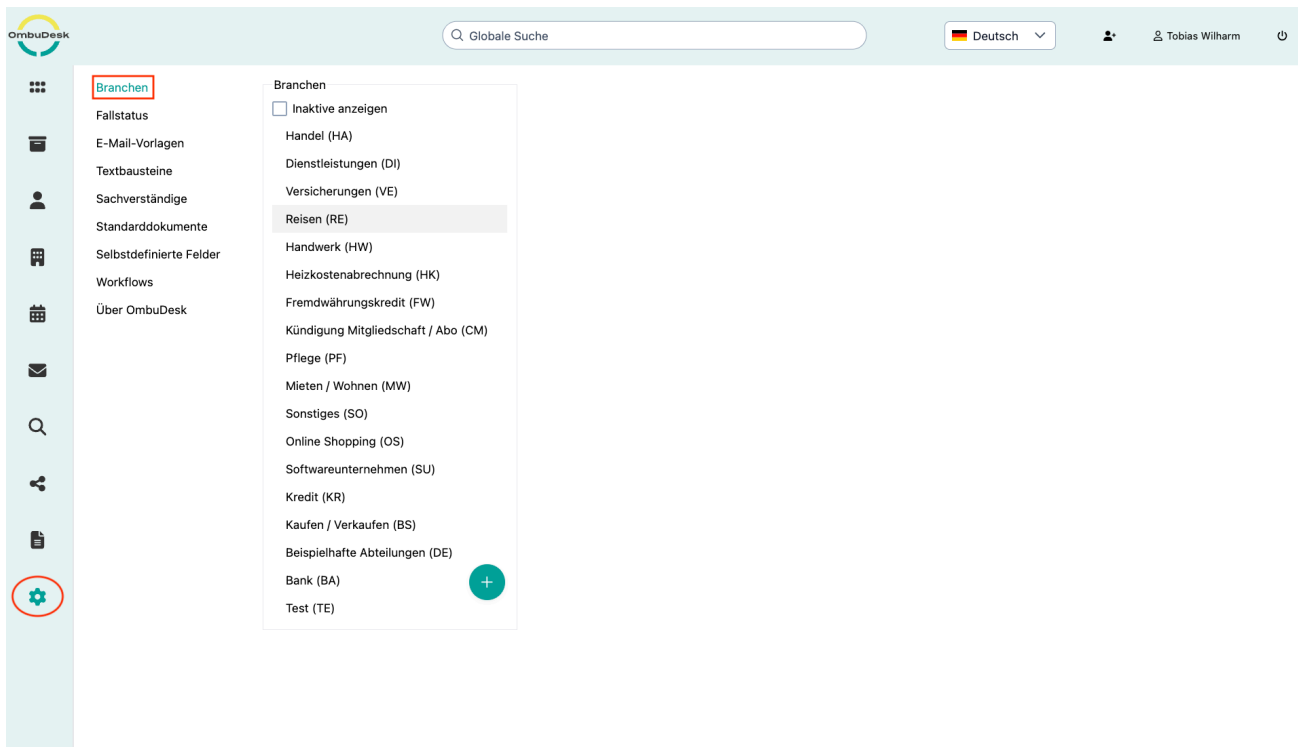 OmbuDesk
Globale Suche
Deutsch
Tobias Wilharm
Branchen
Fallstatus
E-Mail-Vorlagen
Textbausteine
Sachverständige
Standarddokumente
Selbstdefinierte Felder
Workflows
Über OmbuDesk
Branchen
Inaktive anzeigen
Handel (HA)
Dienstleistungen (DI)
Versicherungen (VE)
Reisen (RE)
Handwerk (HW)
Heizkostenabrechnung (HK)
Fremdwährungskredit (FW)
Kündigung Mitgliedschaft / Abo (CM)
Pflege (PF)
Mieten / Wohnen (MW)
Sonstiges (SO)
Online Shopping (OS)
Softwareunternehmen (SU)
Kredit (KR)
Kaufen / Verkaufen (BS)
Beispielhafte Abteilungen (DE)
Bank (BA)
Test (TE)